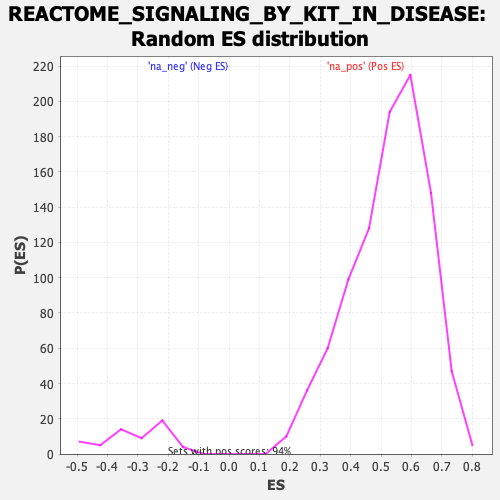 REACTOME_SIGNALING_BY_KIT_IN_DISEASE:
Random ES distribution
'na_neg' (Neg ES)
'na_pos' (Pos ES)
220
200
180
160
140
120
100
80
60
40
20
0
P(ES)
Sets with pos scores: 94%
-0.5 -0.4 -0.3 -0.2 -0.1 0.0 0.1 0.2 0.3 0.4 0.5 0.6 0.7 0.8
ES